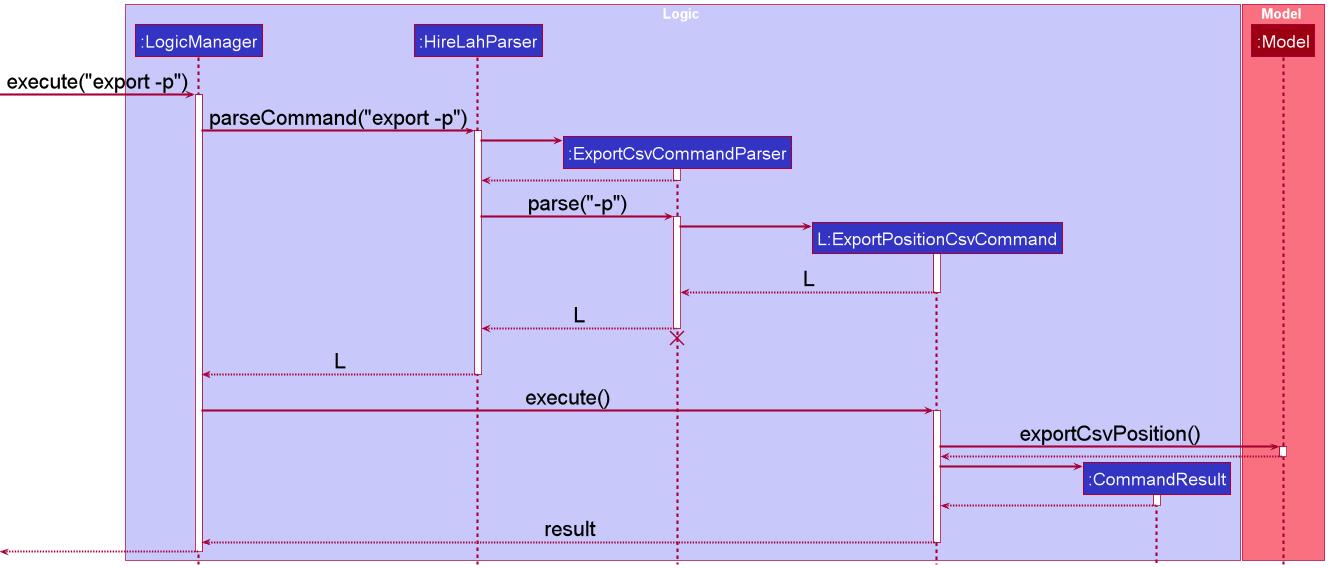 Logic
Model
:LogicManager
:HireLahParser
:Model
execute("export -p")
parseCommand("export -p")
:ExportCsvCommandParser
parse("-p")
L:ExportPositionCsvCommand
L
L
L
execute()
exportCsvPosition()
:CommandResult
result